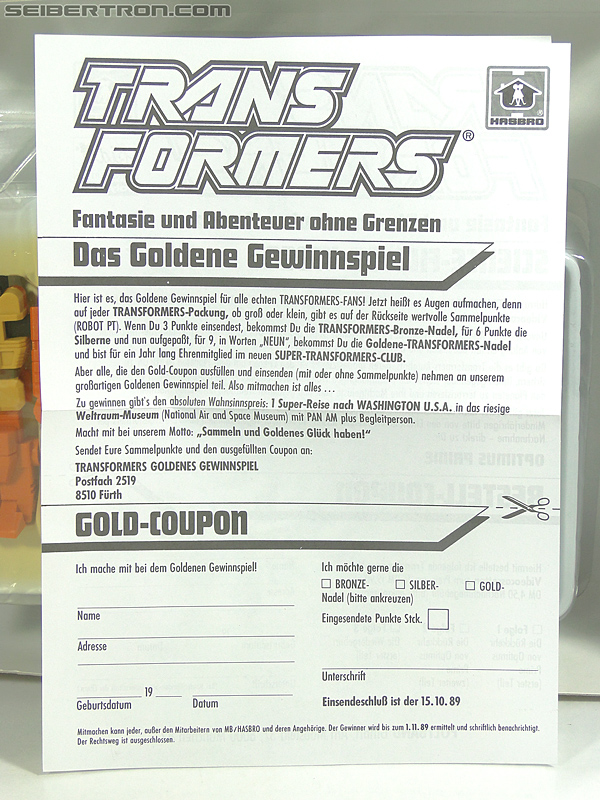 SEIBERTRON.COM
TRANS
FORMERS®
HASBRO®
Fantasie und Abenteuer ohne Grenzen
Das Goldene Gewinnspiel
Hier ist es, das Goldene Gewinnspiel für alle echten TRANSFORMERS-FANS! Jetzt heißt es Augen aufmachen, denn
auf jeder TRANSFORMERS-Packung, ob groß oder klein, gibt es auf der Rückseite wertvolle Sammelpunkte
(ROBOT PT). Wenn Du 3 Punkte einsendest, bekommst Du die TRANSFORMERS-Bronze-Nadel, für 6 Punkte die
Silberne und nun aufgepaßt, für 9, in Worten „NEUN", bekommst Du die Goldene-TRANSFORMERS-Nadel
und bist für ein Jahr lang Ehrenmitglied im neuen SUPER-TRANSFORMERS-CLUB.
Aber alle, die den Gold-Coupon ausfüllen und einsenden (mit oder ohne Sammelpunkte) nehmen an unserem
großartigen Goldenen Gewinnspiel teil. Also mitmachen ist alles ...
Zu gewinnen gibt's den absoluten Wahnsinnspreis: 1 Super-Reise nach WASHINGTON U.S.A. in das riesige
Weltraum-Museum (National Air and Space Museum) mit PAN AM plus Begleitperson.
Macht mit bei unserem Motto: „Sammeln und Goldenes Glück haben!"
Sendet Eure Sammelpunkte und den ausgefüllten Coupon an:
TRANSFORMERS GOLDENES GEWINNSPIEL
Postfach 2519
8510 Fürth
GOLD-COUPON
Ich mache mit bei dem Goldenen Gewinnspiel!
Name
Adresse
19
Geburtsdatum Datum
Ich möchte gerne die
BRONZE- SILBER- GOLD-
Nadel (bitte ankreuzen)
Eingesendete Punkte Stck.
Unterschrift
Einsendeschluß ist der 15.10.89
Mitmachen kann jeder, außer den Mitarbeitern von MB/HASBRO und deren Angehörige. Der Gewinner wird bis zum 1.11.89 ermittelt und schriftlich benachrichtigt.
Der Rechtsweg ist ausgeschlossen.